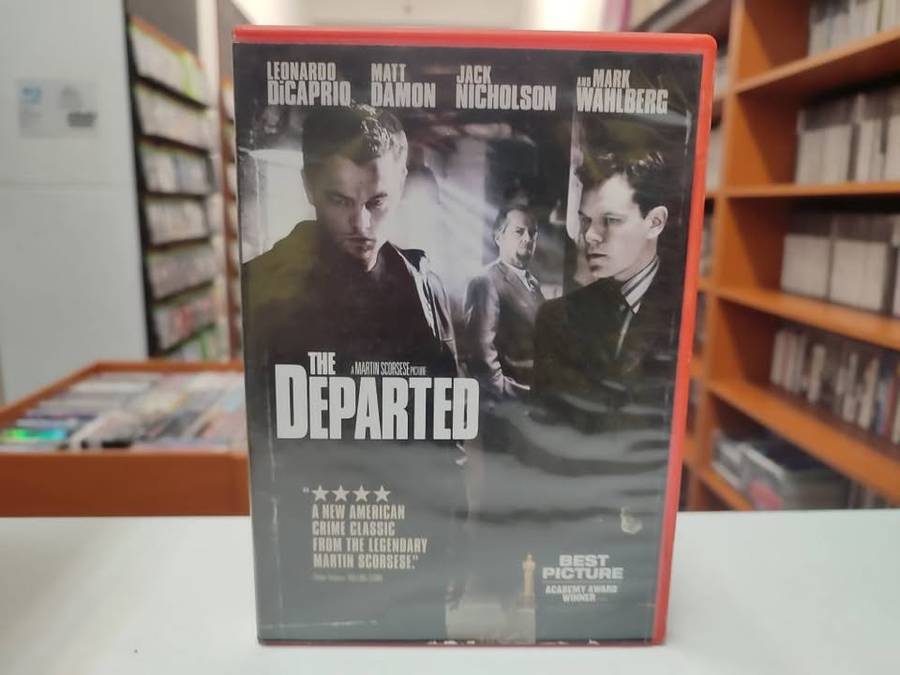 LEONARDO
DiCAPRIO
MATT
DAMON
JACK
NICHOLSON
AND MARK
WAHLBERG
THE
DEPARTED
A MARTIN SCORSESE PICTURE
"★★★★
A NEW AMERICAN
CRIME CLASSIC
FROM THE LEGENDARY
MARTIN SCORSESE."
BEST
PICTURE
ACADEMY AWARD
WINNER